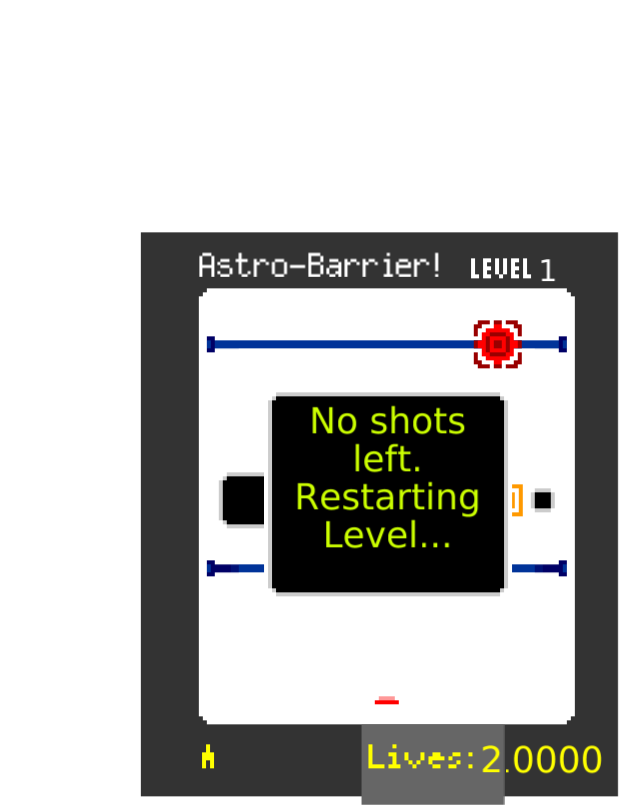 Astro-Barrier! LEVEL 1
No shots
left.
Restarting
Level...
Lives:2.0000